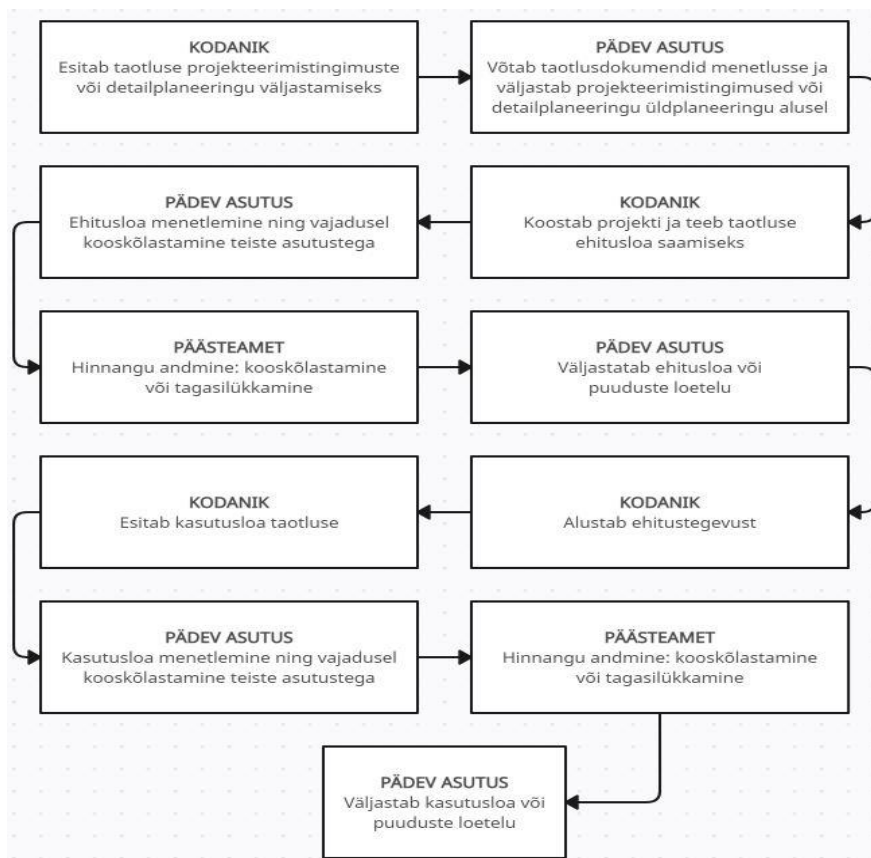 KODANIK
Esitab taotluse projekteerimistingimuste
või detailplaneeringu väljastamiseks
PÄDEV ASUTUS
Võtab taotlusdokumendid menetlusse ja
väljastab projekteerimistingimused või
detailplaneeringu üldplaneeringu alusel
KODANIK
Koostab projekti ja teeb taotluse
ehitusloa saamiseks
PÄDEV ASUTUS
Ehitusloa menetlemine ning vajadusel
kooskõlastamine teiste asutustega
PÄÄSTEAMET
Hinnangu andmine: kooskõlastamine
või tagasilükkamine
PÄDEV ASUTUS
Väljastatab ehitusloa või
puuduste loetelu
KODANIK
Alustab ehitustegevust
KODANIK
Esitab kasutusloa taotluse
PÄDEV ASUTUS
Kasutusloa menetlemine ning vajadusel
kooskõlastamine teiste asutustega
PÄÄSTEAMET
Hinnangu andmine: kooskõlastamine
või tagasilükkamine
PÄDEV ASUTUS
Väljastab kasutusloa või
puuduste loetelu